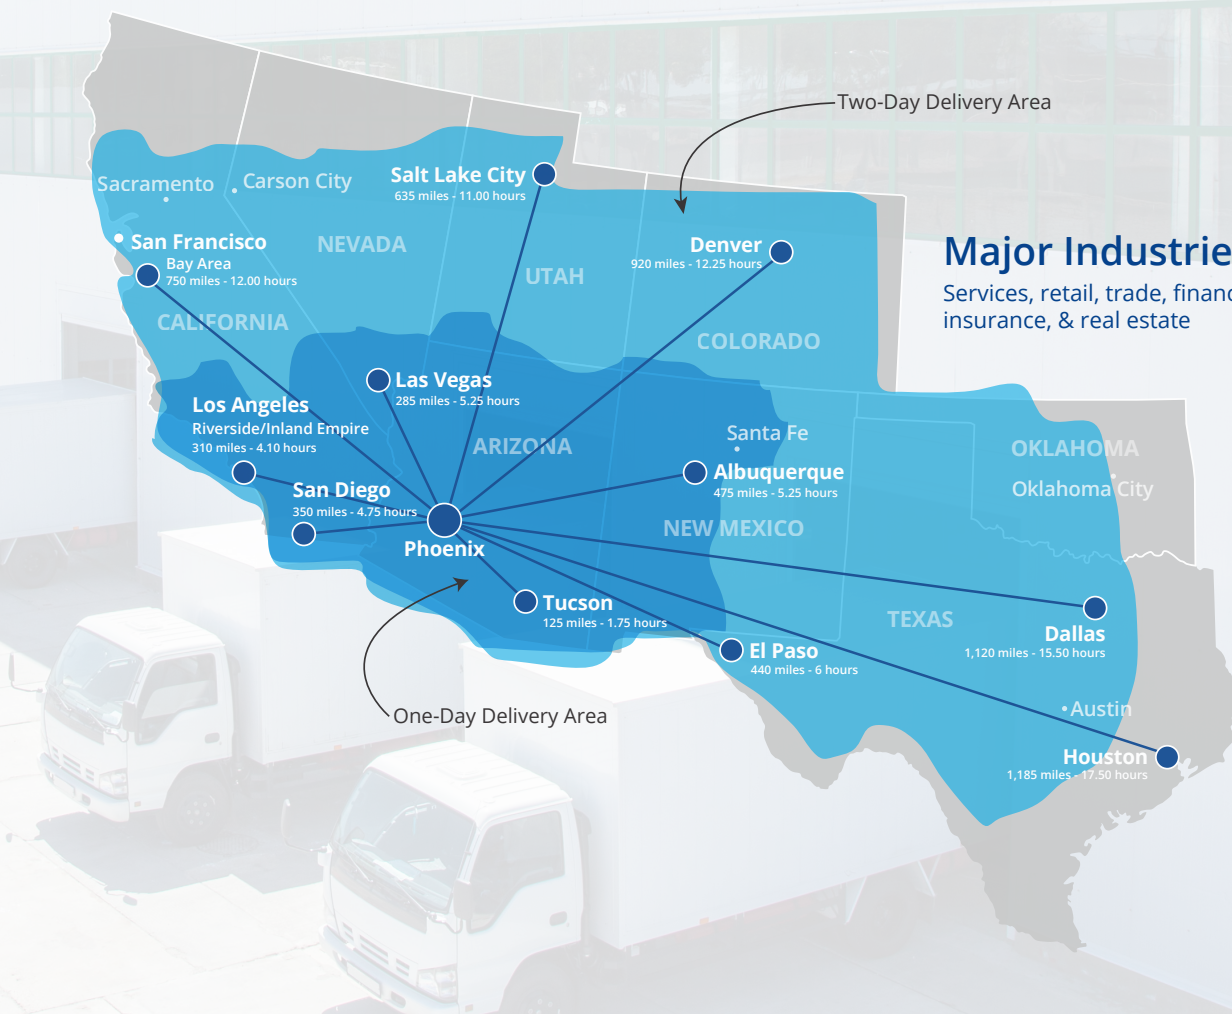 Two-Day Delivery Area
Sacramento
Carson City
Salt Lake City
635 miles - 11.00 hours
San Francisco
Bay Area
750 miles - 12.00 hours
NEVADA
UTAH
Denver
920 miles - 12.25 hours
Major Industrie
Services, retail, trade, financ
insurance, & real estate
CALIFORNIA
COLORADO
Las Vegas
285 miles - 5.25 hours
Los Angeles
Riverside/Inland Empire
310 miles - 4.10 hours
ARIZONA
Santa Fe
Albuquerque
475 miles - 5.25 hours
OKLAHOMA
Oklahoma City
San Diego
350 miles - 4.75 hours
Phoenix
NEW MEXICO
Tucson
125 miles - 1.75 hours
TEXAS
Dallas
1,120 miles - 15.50 hours
El Paso
440 miles - 6 hours
One-Day Delivery Area
Austin
Houston
1,185 miles - 17.50 hours